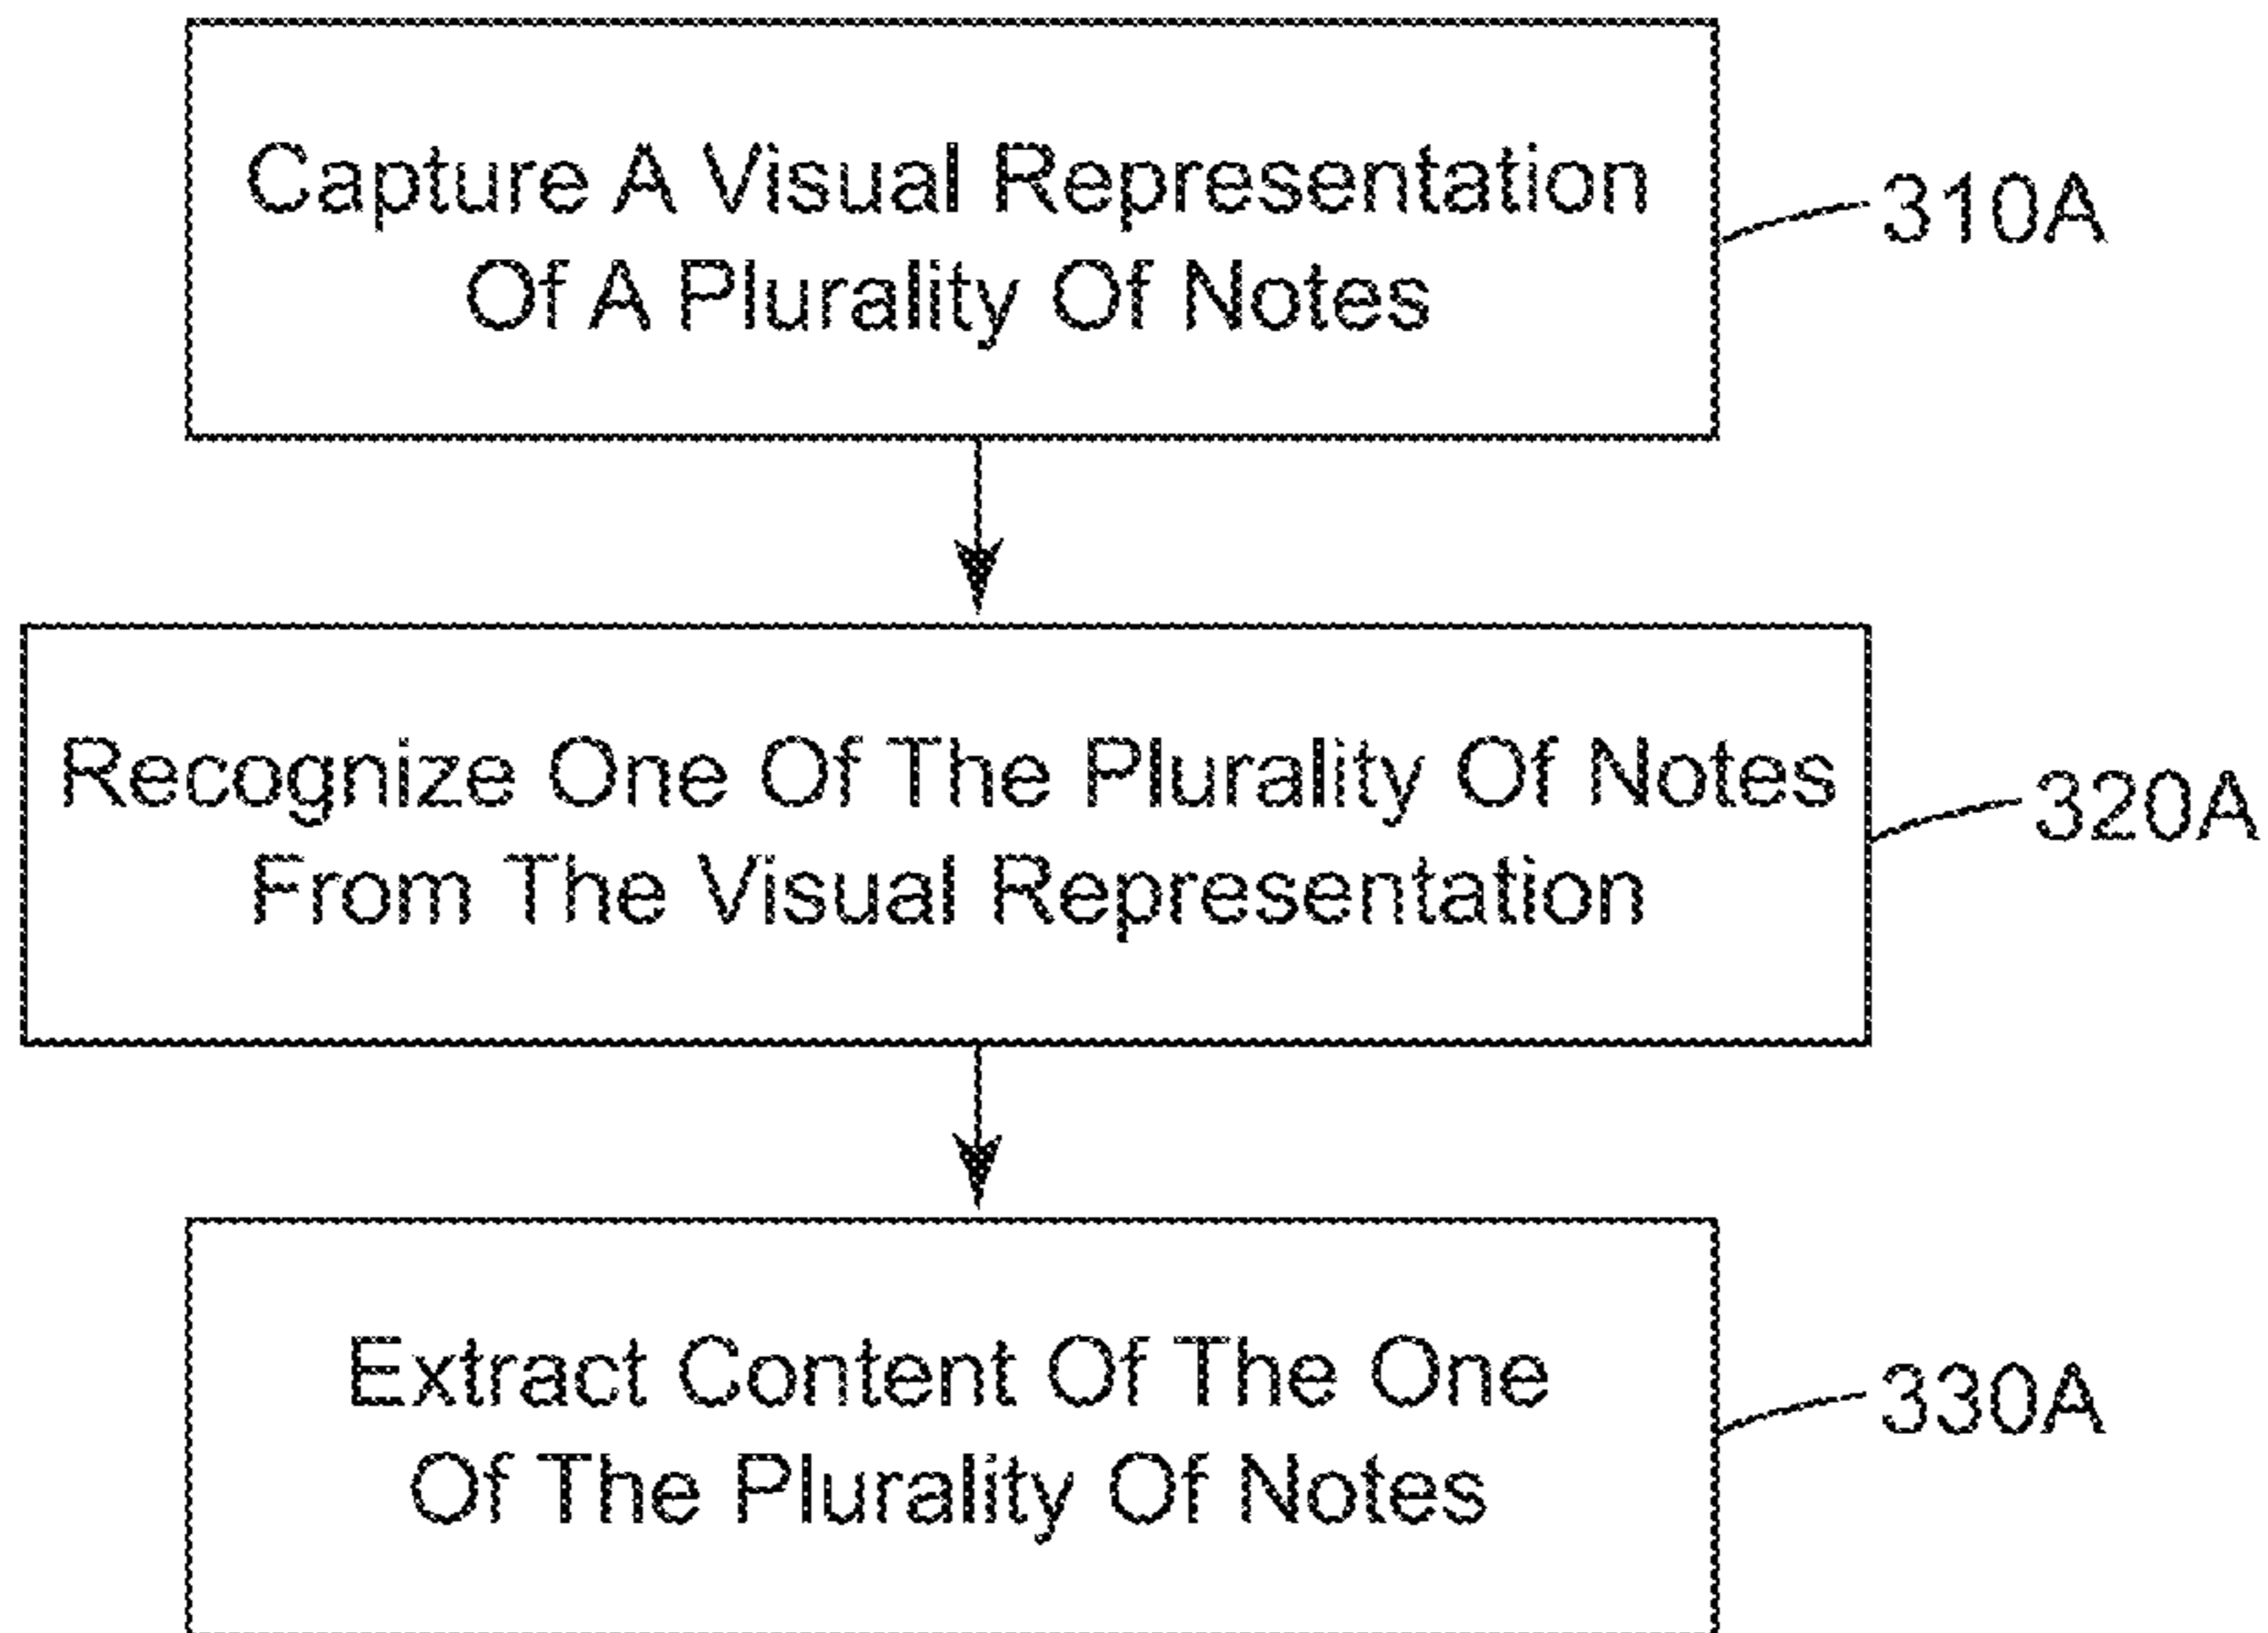 Capture A Visual Representation
Of A Plurality Of Notes
310A
Recognize One Of The Plurality Of Notes
From The Visual Representation
320A
Extract Content Of The One
Of The Plurality Of Notes
330A